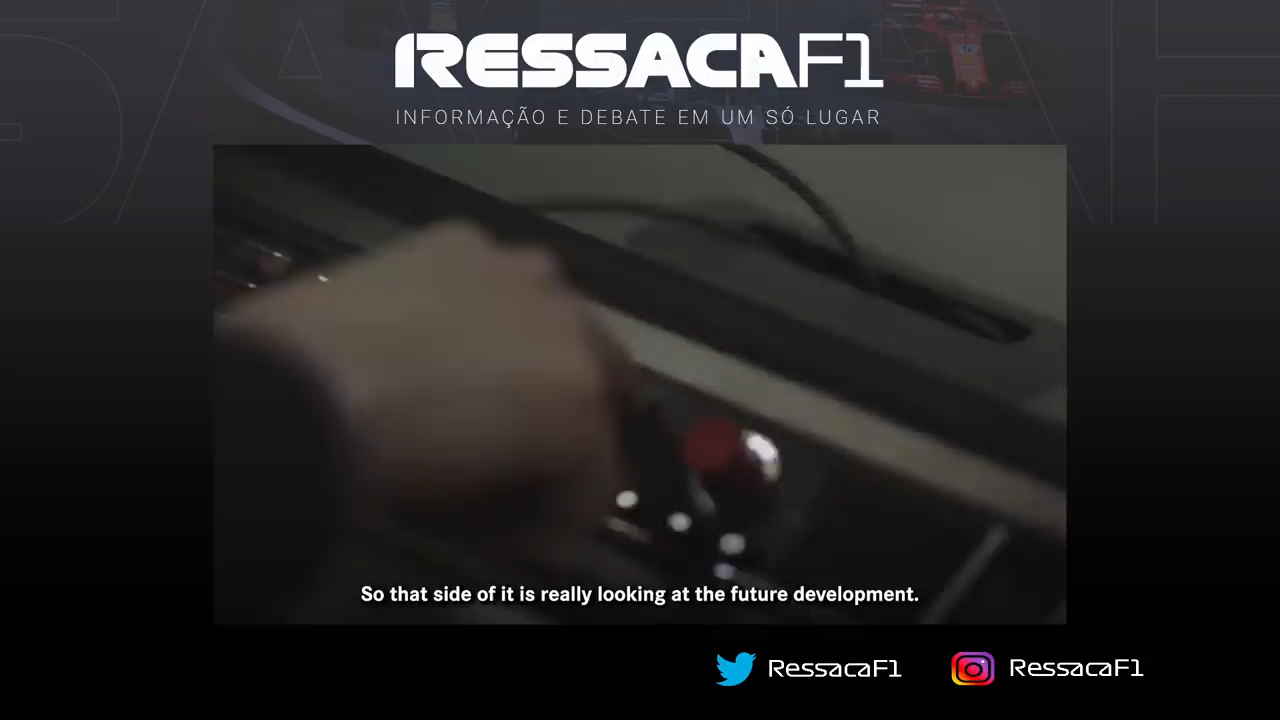 RESSACAF1
INFORMAÇÃO E DEBATE EM UM SÓ LUGAR
So that side of it is really looking at the future development.
RessacaF1 RessacaF1